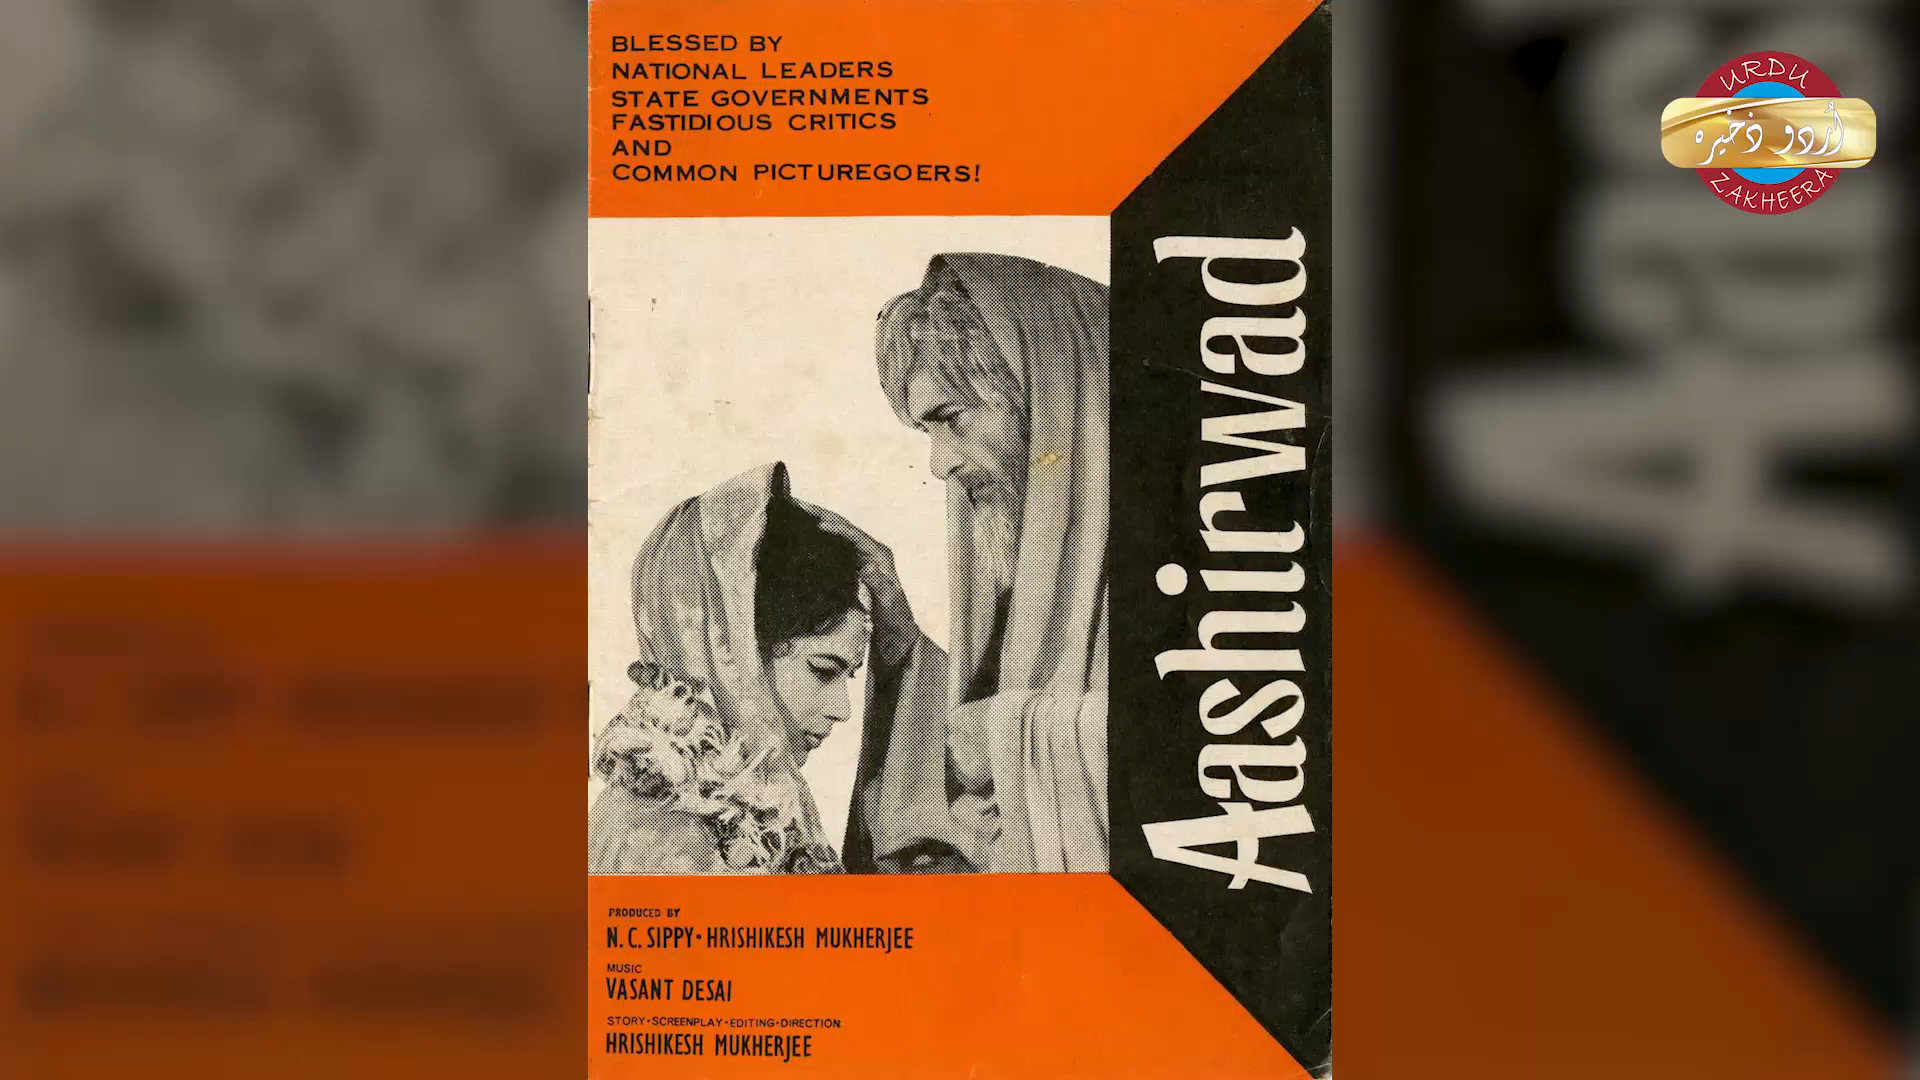 BLESSED BY
NATIONAL LEADERS
STATE GOVERNMENTS
FASTIDIOUS CRITICS
AND
COMMON PICTUREGOERS!
Aashirwad
PRODUCED BY
N. C. SIPPY • HRISHIKESH MUKHERJEE
MUSIC
VASANT DESAI
STORY • SCREENPLAY • EDITING • DIRECTION
HRISHIKESH MUKHERJEE
URDU
اُردو ذخیرہ
ZAKHEERA